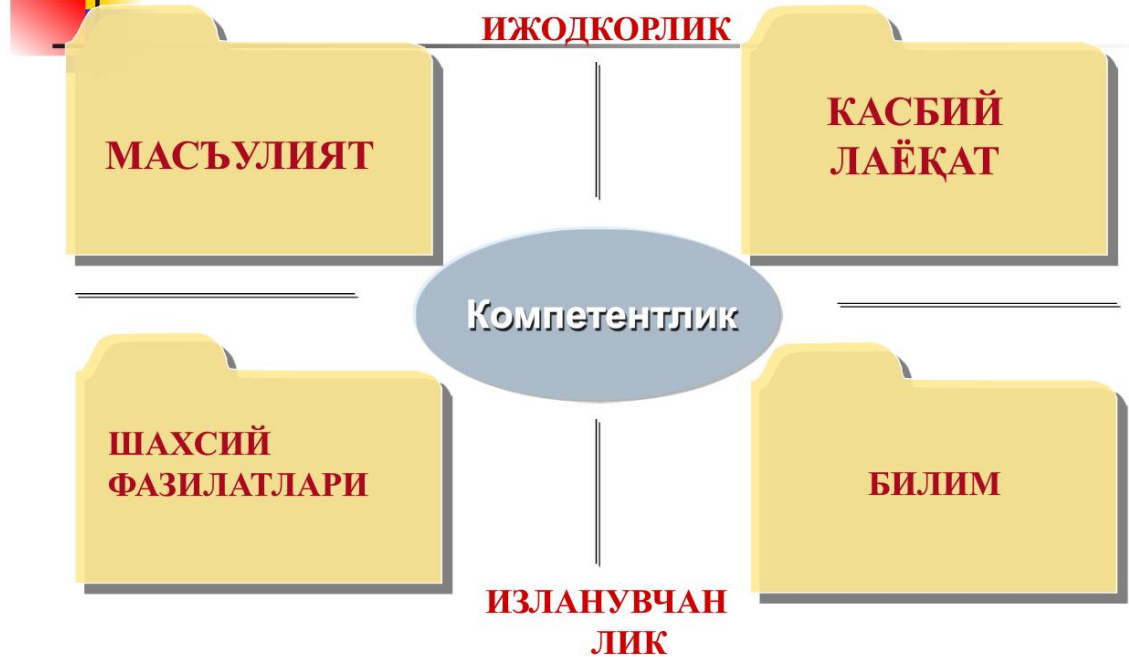 ИЖОДКОРЛИК
МАСЪУЛИЯТ
КАСБИЙ
ЛАЁҚАТ
Компетентлик
ШАХСИЙ
ФАЗИЛАТЛАРИ
БИЛИМ
ИЗЛАНУВЧАН
ЛИК